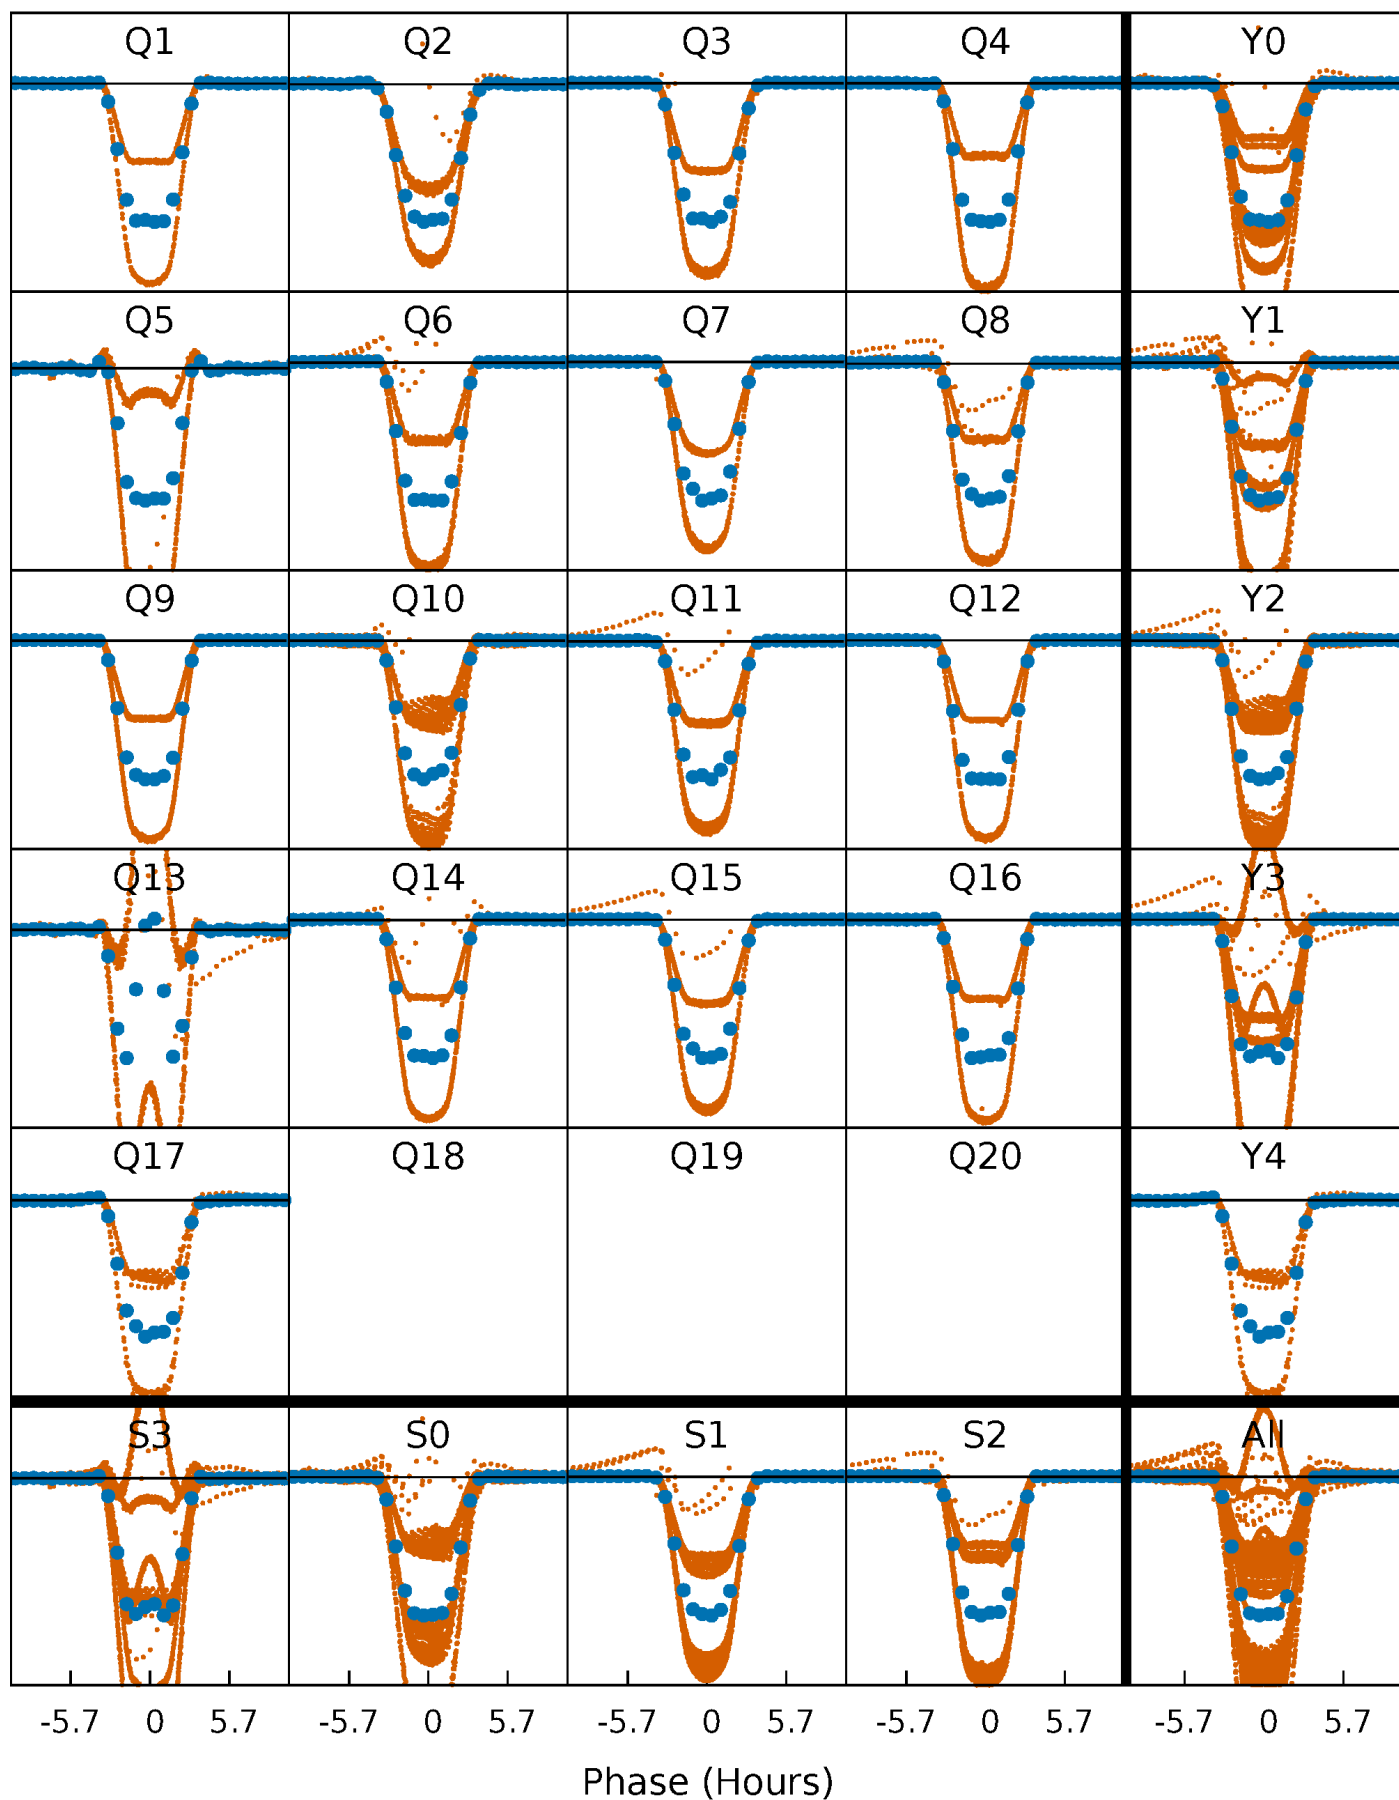 Q1 Q2 Q3 Q4 Y0
Q5 Q6 Q7 Q8 Y1
Q9 Q10 Q11 Q12 Y2
Q13 Q14 Q15 Q16 Y3
Q17 Q18 Q19 Q20 Y4
S3 S0 S1 S2 All
-5.7 0 5.7 -5.7 0 5.7 -5.7 0 5.7 -5.7 0 5.7 -5.7 0 5.7
Phase (Hours)